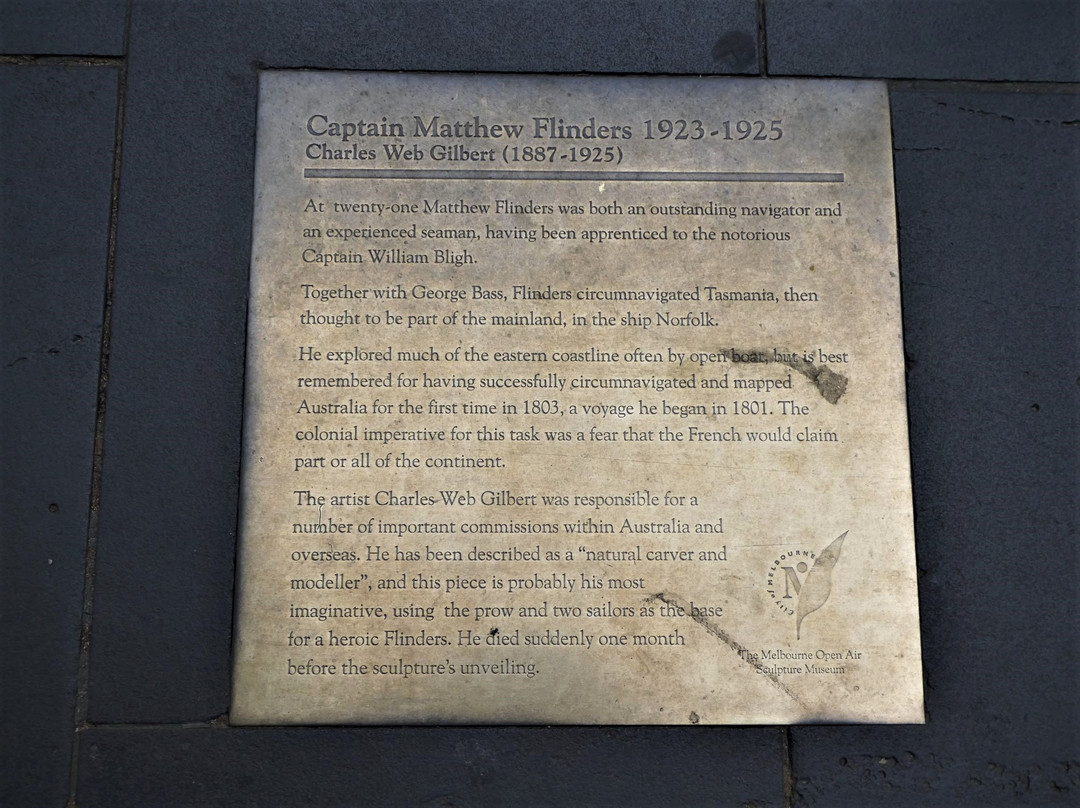 Captain Matthew Flinders 1923-1925
Charles Web Gilbert (1887-1925)
At twenty-one Matthew Flinders was both an outstanding navigator and
an experienced seaman, having been apprenticed to the notorious
Captain William Bligh.
Together with George Bass, Flinders circumnavigated Tasmania, then
thought to be part of the mainland, in the ship Norfolk.
He explored much of the eastern coastline often by open boat, but is best
remembered for having successfully circumnavigated and mapped
Australia for the first time in 1803, a voyage he began in 1801. The
colonial imperative for this task was a fear that the French would claim
part or all of the continent.
The artist Charles Web Gilbert was responsible for a
number of important commissions within Australia and
overseas. He has been described as a “natural carver and
modeller”, and this piece is probably his most
imaginative, using the prow and two sailors as the base
for a heroic Flinders. He died suddenly one month
before the sculpture's unveiling.
CITY of MELBOURNE
M
The Melbourne Open Air
Sculpture Museum